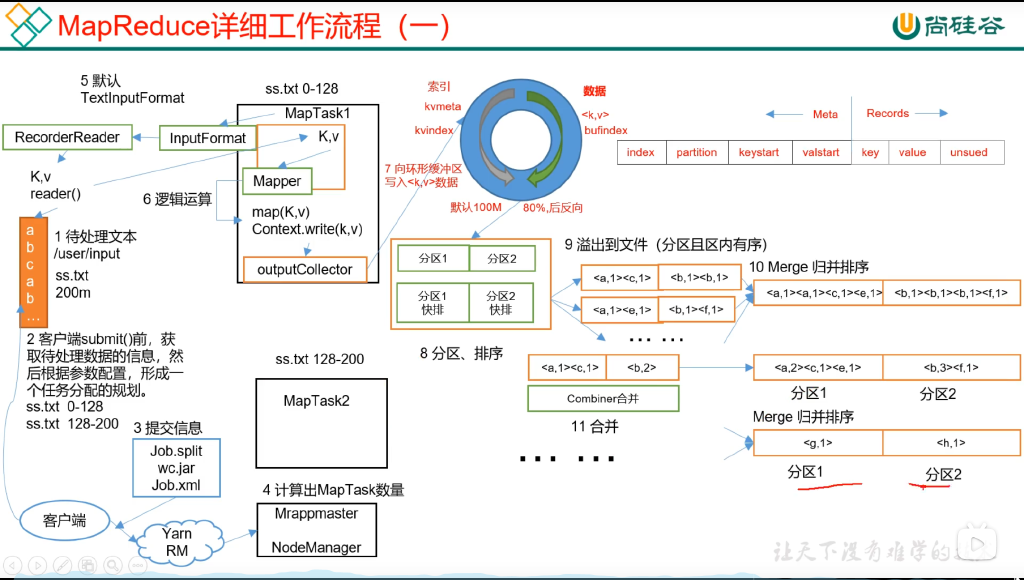 MapReduce详细工作流程（一）
尚硅谷
5 默认
TextInputFormat
ss.txt 0-128
MapTask1
RecorderReader
InputFormat
K,v
K,v
reader()
Mapper
6 逻辑运算
map(K,v)
Context.write(k,v)
outputCollector
a
b
c
a
b
...
1 待处理文本
/user/input
ss.txt
200m
2 客户端submit()前，获
取待处理数据的信息，然
后根据参数配置，形成一
个任务分配的规划。
ss.txt 0-128
ss.txt 128-200
3 提交信息
Job.split
wc.jar
Job.xml
客户端
Yarn
RM
4 计算出MapTask数量
Mrappmaster
NodeManager
ss.txt 128-200
MapTask2
索引
kvmeta
kvindex
数据
<k,v>
bufindex
7 向环形缓冲区
写入<k,v>数据
默认100M
80%,后反向
Meta
Records
index
partition
keystart
valstart
key
value
unsued
分区1
分区2
分区1
快排
分区2
快排
8 分区、排序
9 溢出到文件（分区且区内有序）
<a,1><c,1>
<b,1><b,1>
<a,1><e,1>
<b,1><f,1>
... ...
10 Merge 归并排序
<a,1><a,1><c,1><e,1>
<b,1><b,1><b,1><f,1>
<a,1><c,1>
<b,2>
Combiner合并
11 合并
<a,2><c,1><e,1>
<b,3><f,1>
分区1
分区2
Merge 归并排序
<g,1>
<h,1>
分区1
分区2
... ...
让天下没有难学的